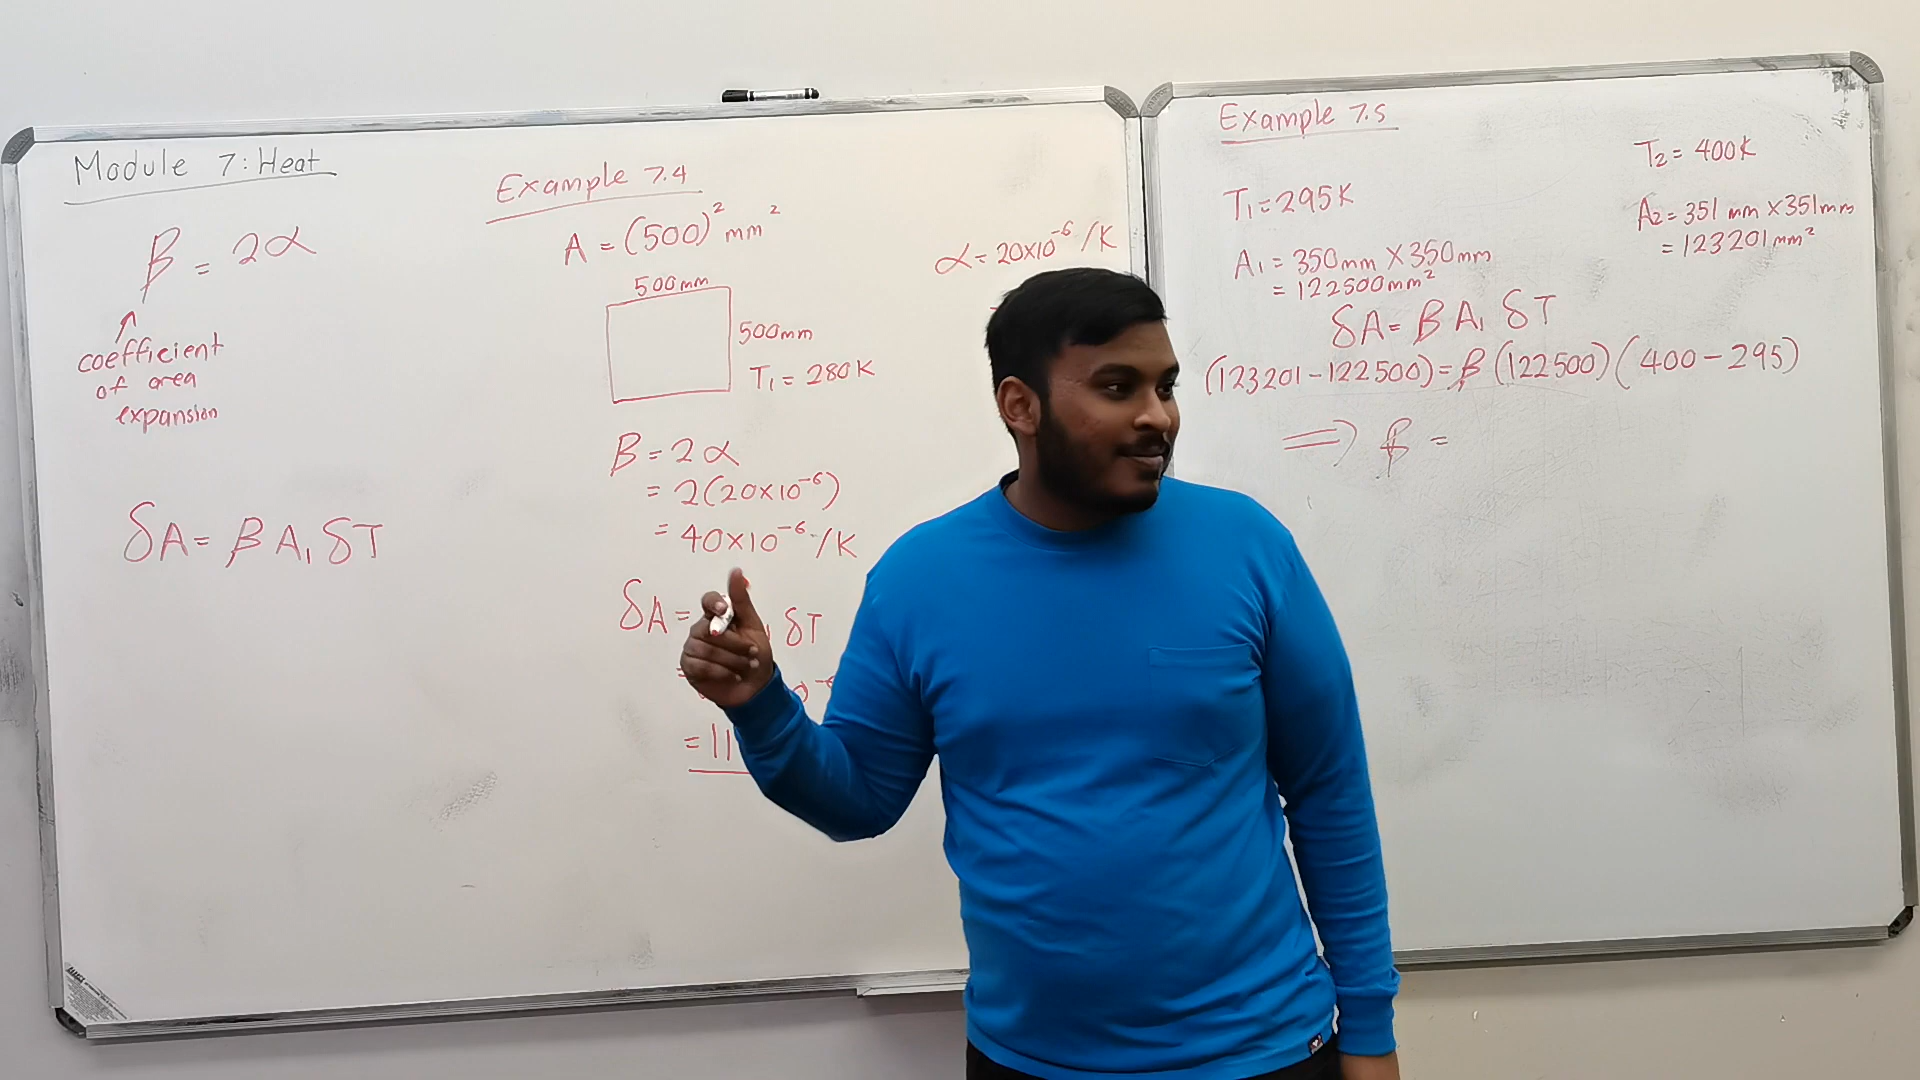 Module 7: Heat
β = 2α
coefficient
of area
expansion
δA = β A₁ δT
Example 7.4
A = (500)² mm²
500mm
500mm
T₁ = 280K
α = 20×10⁻⁶ /K
β = 2α
= 2(20×10⁻⁶)
= 40×10⁻⁶ /K
δA =
δT
= 11
Example 7.5
T₁ = 295K
A₁ = 350mm × 350mm
= 122500mm²
T₂ = 400K
A₂ = 351 mm × 351mm
= 123201mm²
δA = β A₁ δT
(123201 - 122500) = β (122500) (400 - 295)
⟹ β =